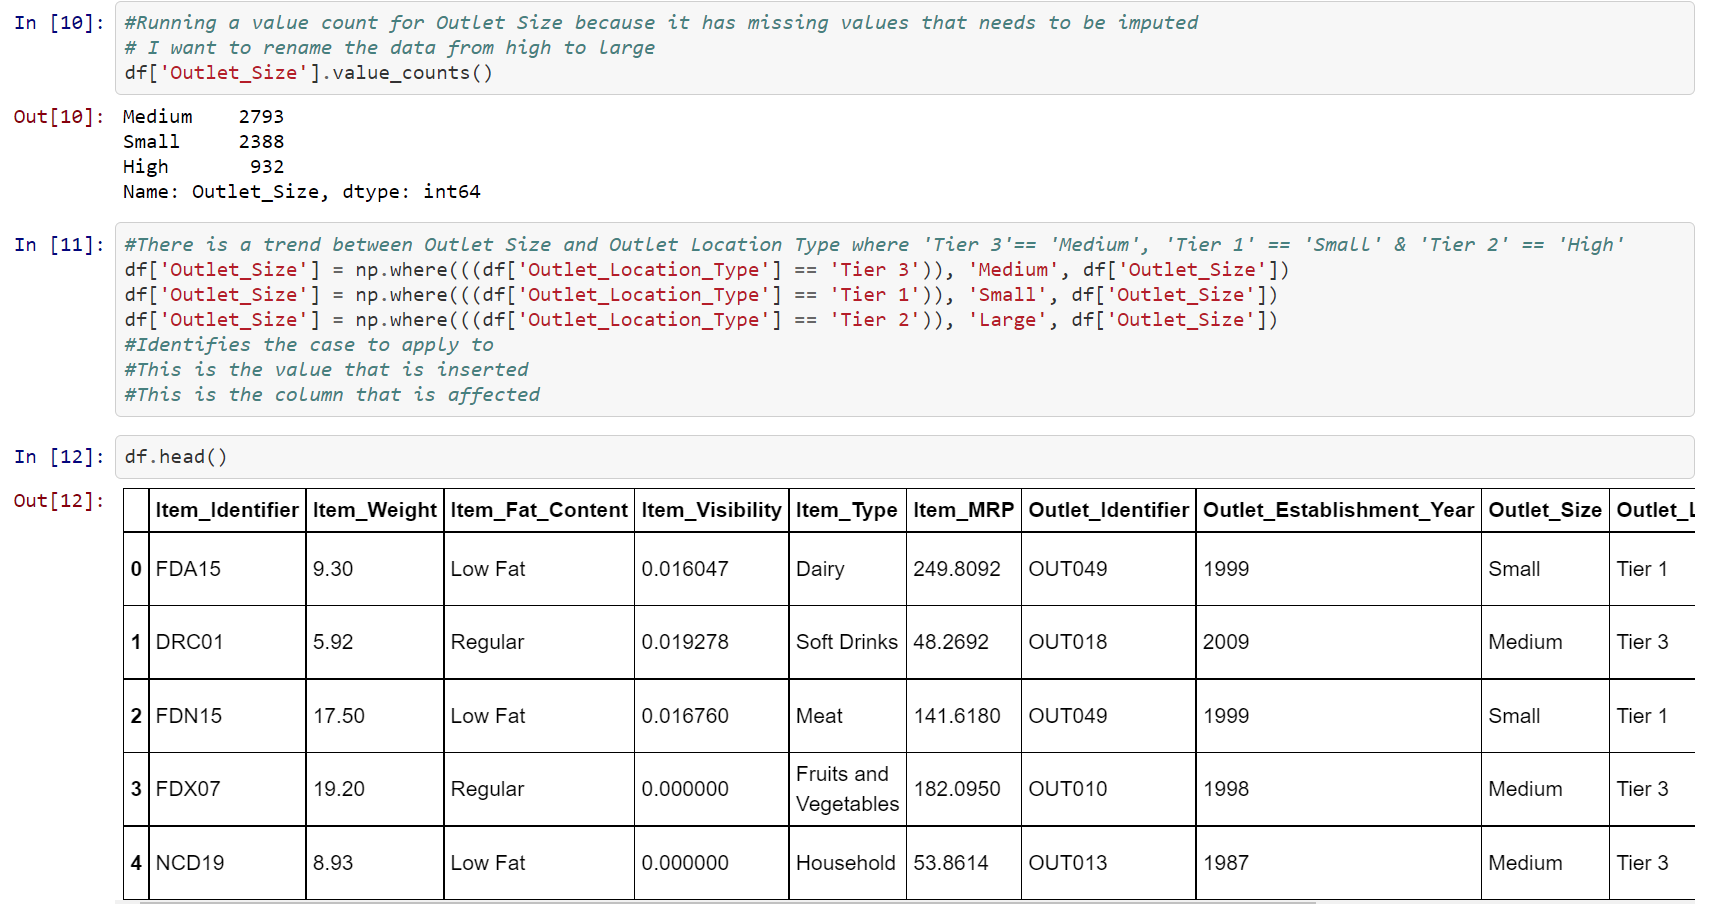 In [10]: #Running a value count for Outlet Size because it has missing values that needs to be imputed
# I want to rename the data from high to large
df['Outlet_Size'].value_counts()
Out[10]: Medium    2793
Small     2388
High       932
Name: Outlet_Size, dtype: int64
In [11]: #There is a trend between Outlet Size and Outlet Location Type where 'Tier 3'== 'Medium', 'Tier 1' == 'Small' & 'Tier 2' == 'High'
df['Outlet_Size'] = np.where(((df['Outlet_Location_Type'] == 'Tier 3')), 'Medium', df['Outlet_Size'])
df['Outlet_Size'] = np.where(((df['Outlet_Location_Type'] == 'Tier 1')), 'Small', df['Outlet_Size'])
df['Outlet_Size'] = np.where(((df['Outlet_Location_Type'] == 'Tier 2')), 'Large', df['Outlet_Size'])
#Identifies the case to apply to
#This is the value that is inserted
#This is the column that is affected
In [12]: df.head()
Out[12]:
Item_Identifier Item_Weight Item_Fat_Content Item_Visibility Item_Type Item_MRP Outlet_Identifier Outlet_Establishment_Year Outlet_Size Outlet_L
0 FDA15 9.30 Low Fat 0.016047 Dairy 249.8092 OUT049 1999 Small Tier 1
1 DRC01 5.92 Regular 0.019278 Soft Drinks 48.2692 OUT018 2009 Medium Tier 3
2 FDN15 17.50 Low Fat 0.016760 Meat 141.6180 OUT049 1999 Small Tier 1
3 FDX07 19.20 Regular 0.000000 Fruits and Vegetables 182.0950 OUT010 1998 Medium Tier 3
4 NCD19 8.93 Low Fat 0.000000 Household 53.8614 OUT013 1987 Medium Tier 3